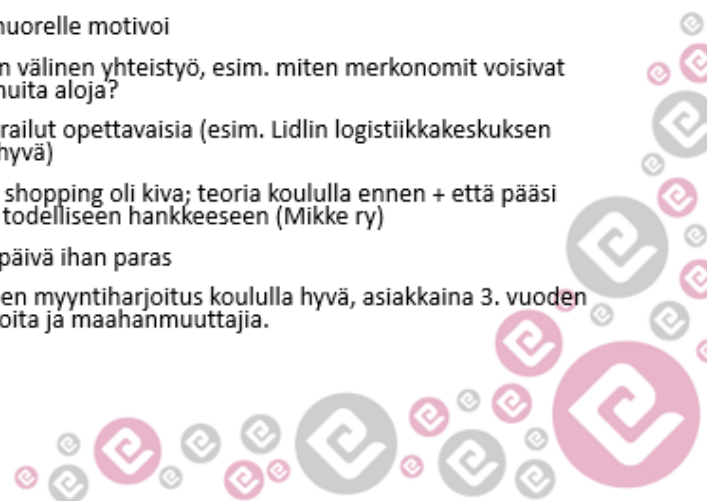 nuorelle motivoi
n välinen yhteistyö, esim. miten merkonomit voisivat
nuita aloja?
railut opettavaisia (esim. Lidlin logistiikkakeskuksen
hyvä)
shopping oli kiva; teoria koululla ennen + että pääsi
todelliseen hankkeeseen (Mikke ry)
päivä ihan paras
en myyntiharjoitus koululla hyvä, asiakkaina 3. vuoden
oita ja maahanmuuttajia.